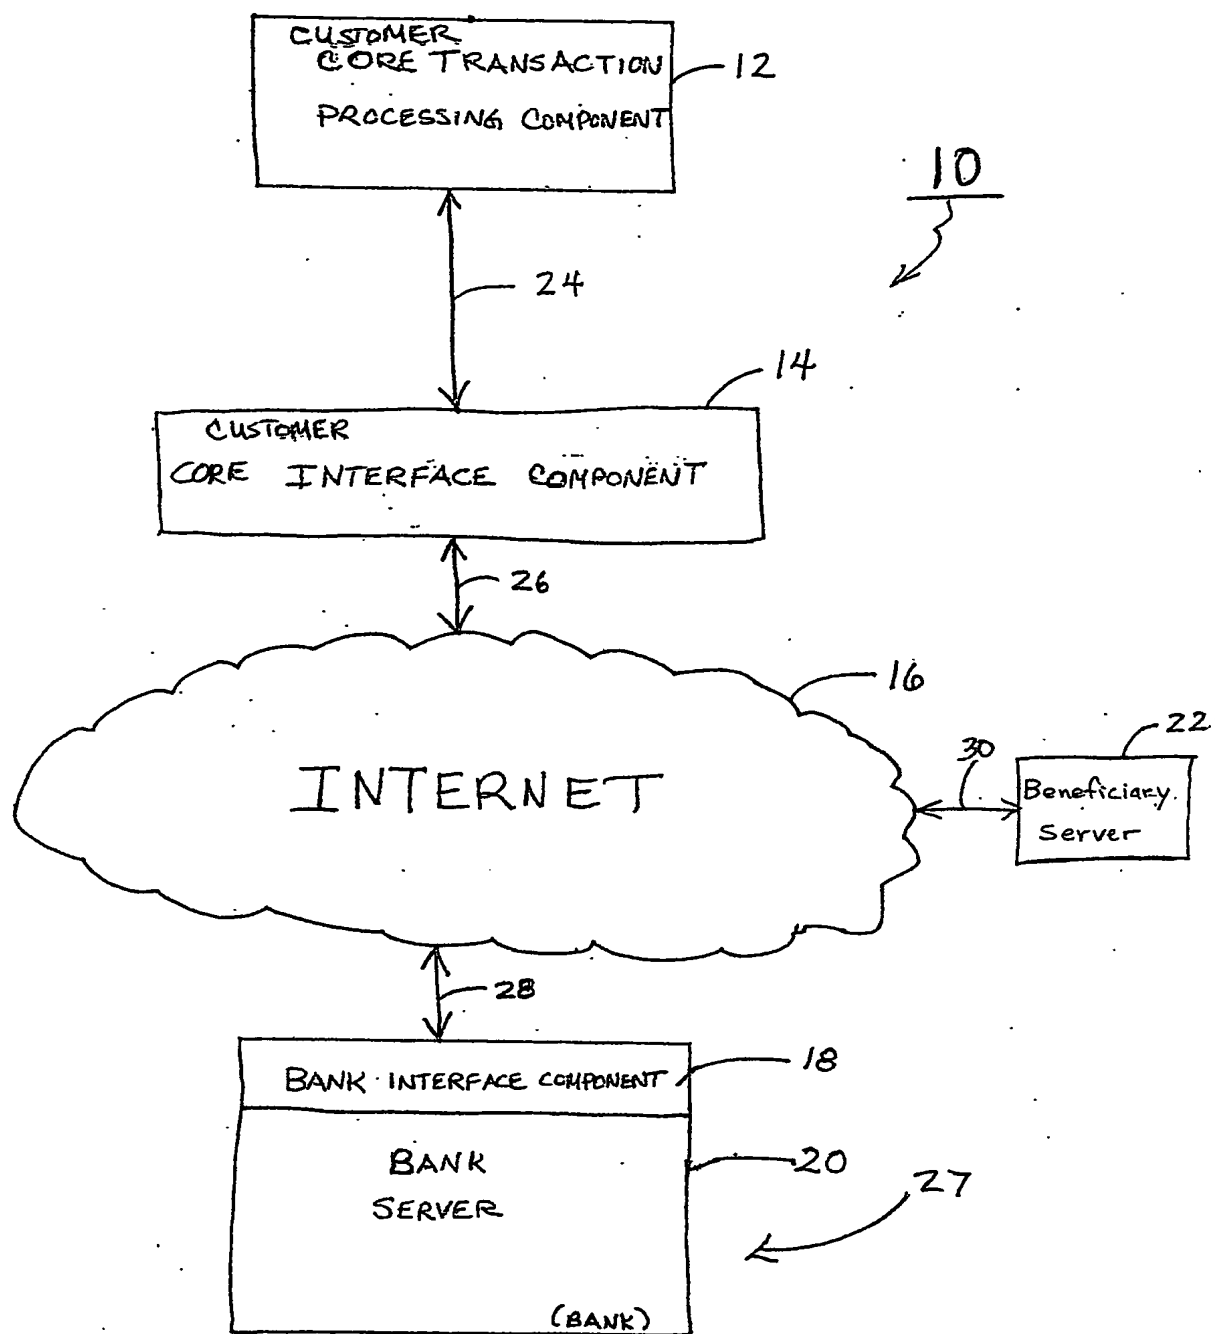 CUSTOMER
CORE TRANSACTION
PROCESSING COMPONENT
12
10
24
14
CUSTOMER
CORE INTERFACE COMPONENT
26
16
INTERNET
30
22
Beneficiary
Server
28
BANK INTERFACE COMPONENT
18
BANK
SERVER
20
27
(BANK)